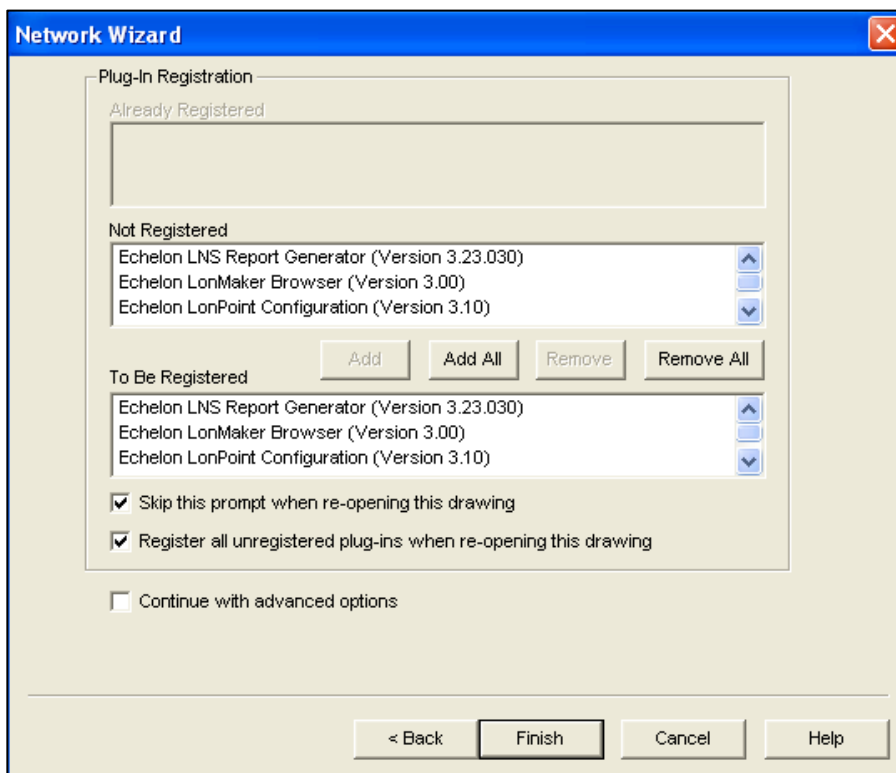 Network Wizard
Plug-In Registration
Already Registered
Not Registered
Echelon LNS Report Generator (Version 3.23.030)
Echelon LonMaker Browser (Version 3.00)
Echelon LonPoint Configuration (Version 3.10)
Add Add All Remove Remove All
To Be Registered
Echelon LNS Report Generator (Version 3.23.030)
Echelon LonMaker Browser (Version 3.00)
Echelon LonPoint Configuration (Version 3.10)
Skip this prompt when re-opening this drawing
Register all unregistered plug-ins when re-opening this drawing
Continue with advanced options
< Back Finish Cancel Help